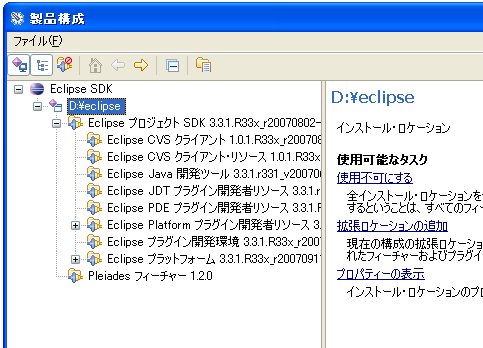 製品構成
ファイル(F)
Eclipse SDK
D:¥eclipse
Eclipse プロジェクト SDK 3.3.1.R33x_r20070802-
Eclipse CVS クライアント 1.0.1.R33x_r20070
Eclipse CVS クライアント・リソース 1.0.1.R33x
Eclipse Java 開発ツール 3.3.1.r331_v20070
Eclipse JDT プラグイン開発者リソース 3.3.1.r
Eclipse PDE プラグイン開発者リソース 3.3.1.
Eclipse Platform プラグイン開発者リソース 3.
Eclipse プラグイン開発環境 3.3.1.R33x_r200
Eclipse プラットフォーム 3.3.1.R33x_r2007091
Pleiades フィーチャー 1.2.0
D:¥eclipse
インストール・ロケーション
使用可能なタスク
使用不可にする
全インストール・ロケーションを
するということは、すべてのフィ
拡張ロケーションの追加
現在の構成の拡張ロケーショ
れたフィーチャーおよびプラグイ
プロパティーの表示
インストール・ロケーションのプロ